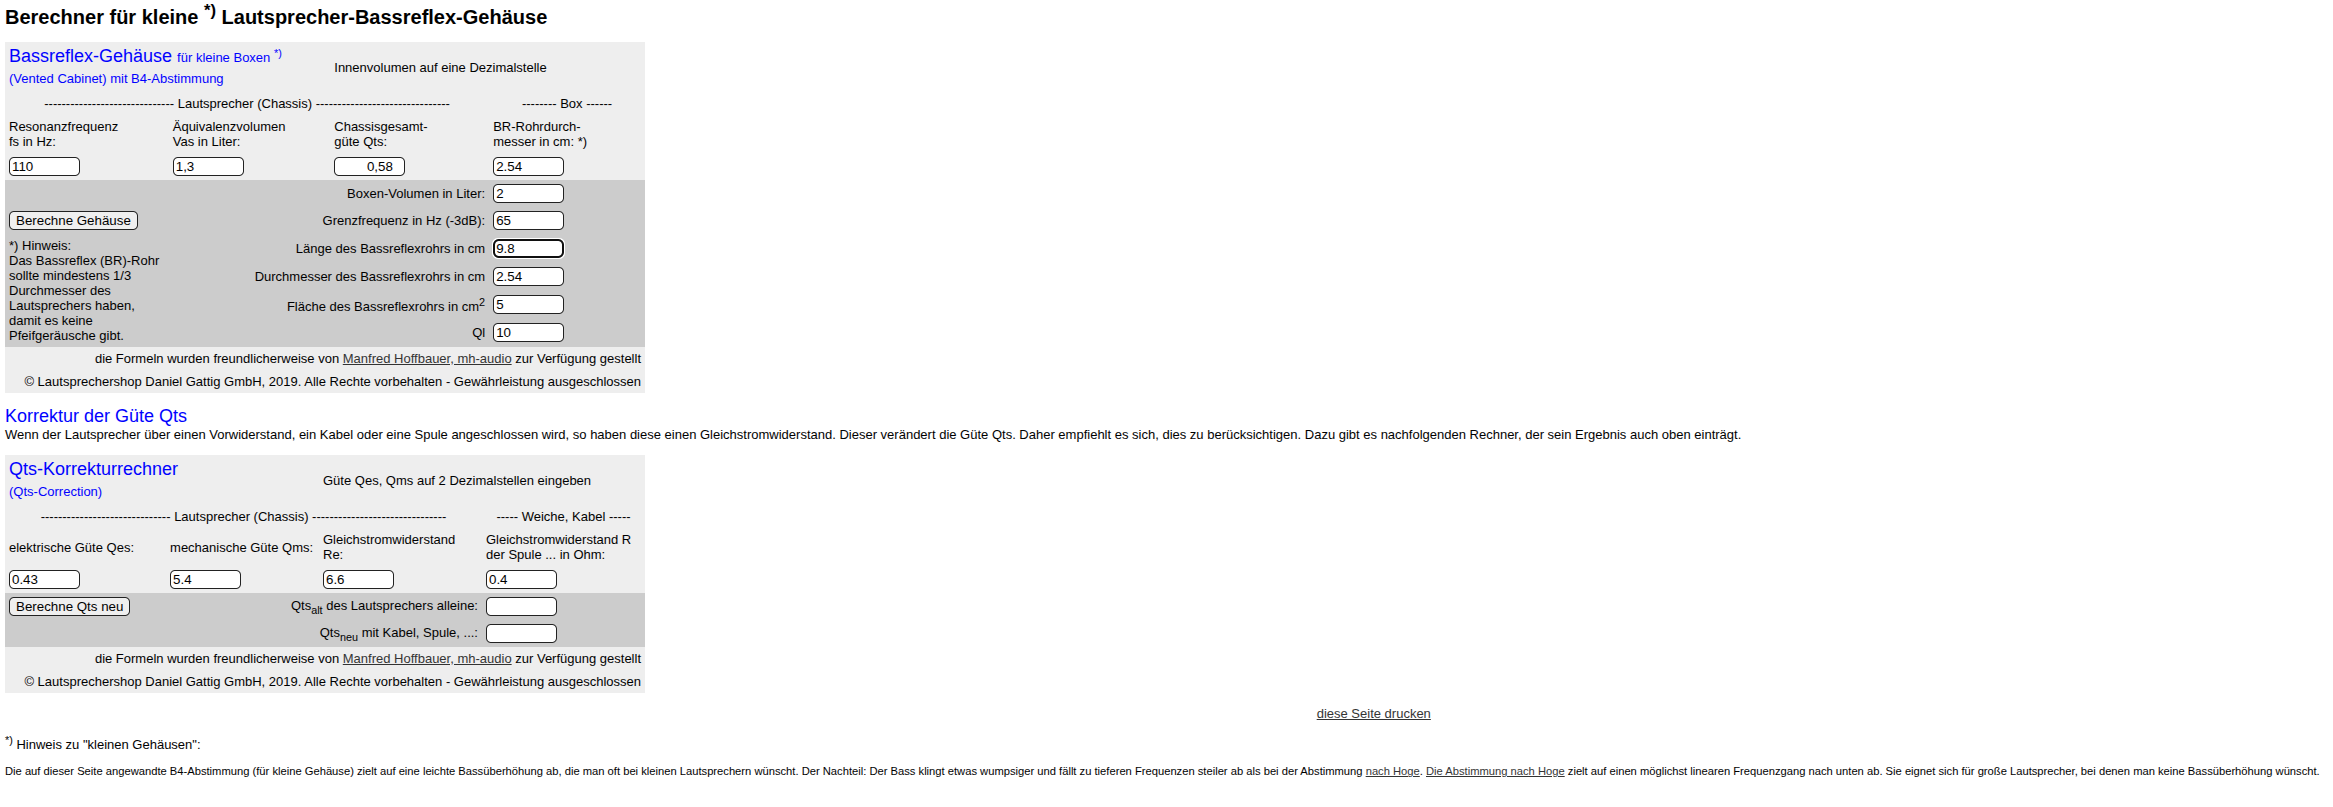 Berechner für kleine *) Lautsprecher-Bassreflex-Gehäuse
Bassreflex-Gehäuse für kleine Boxen *)
(Vented Cabinet) mit B4-Abstimmung
Innenvolumen auf eine Dezimalstelle
------------------------------ Lautsprecher (Chassis) -------------------------------
-------- Box ------
Resonanzfrequenz
fs in Hz:
Äquivalenzvolumen
Vas in Liter:
Chassisgesamt-
güte Qts:
BR-Rohrdurch-
messer in cm: *)
110
1,3
0,58
2.54
Boxen-Volumen in Liter:
2
Berechne Gehäuse
Grenzfrequenz in Hz (-3dB):
65
*) Hinweis:
Das Bassreflex (BR)-Rohr
sollte mindestens 1/3
Durchmesser des
Lautsprechers haben,
damit es keine
Pfeifgeräusche gibt.
Länge des Bassreflexrohrs in cm
9.8
Durchmesser des Bassreflexrohrs in cm
2.54
Fläche des Bassreflexrohrs in cm2
5
Ql
10
die Formeln wurden freundlicherweise von Manfred Hoffbauer, mh-audio zur Verfügung gestellt
© Lautsprechershop Daniel Gattig GmbH, 2019. Alle Rechte vorbehalten - Gewährleistung ausgeschlossen
Korrektur der Güte Qts
Wenn der Lautsprecher über einen Vorwiderstand, ein Kabel oder eine Spule angeschlossen wird, so haben diese einen Gleichstromwiderstand. Dieser verändert die Güte Qts. Daher empfiehlt es sich, dies zu berücksichtigen. Dazu gibt es nachfolgenden Rechner, der sein Ergebnis auch oben einträgt.
Qts-Korrekturrechner
(Qts-Correction)
Güte Qes, Qms auf 2 Dezimalstellen eingeben
------------------------------ Lautsprecher (Chassis) -------------------------------
----- Weiche, Kabel -----
elektrische Güte Qes:
mechanische Güte Qms:
Gleichstromwiderstand
Re:
Gleichstromwiderstand R
der Spule ... in Ohm:
0.43
5.4
6.6
0.4
Berechne Qts neu
Qtsalt des Lautsprechers alleine:
Qtsneu mit Kabel, Spule, ...:
die Formeln wurden freundlicherweise von Manfred Hoffbauer, mh-audio zur Verfügung gestellt
© Lautsprechershop Daniel Gattig GmbH, 2019. Alle Rechte vorbehalten - Gewährleistung ausgeschlossen
diese Seite drucken
*) Hinweis zu "kleinen Gehäusen":
Die auf dieser Seite angewandte B4-Abstimmung (für kleine Gehäuse) zielt auf eine leichte Bassüberhöhung ab, die man oft bei kleinen Lautsprechern wünscht. Der Nachteil: Der Bass klingt etwas wumpsiger und fällt zu tieferen Frequenzen steiler ab als bei der Abstimmung nach Hoge. Die Abstimmung nach Hoge zielt auf einen möglichst linearen Frequenzgang nach unten ab. Sie eignet sich für große Lautsprecher, bei denen man keine Bassüberhöhung wünscht.